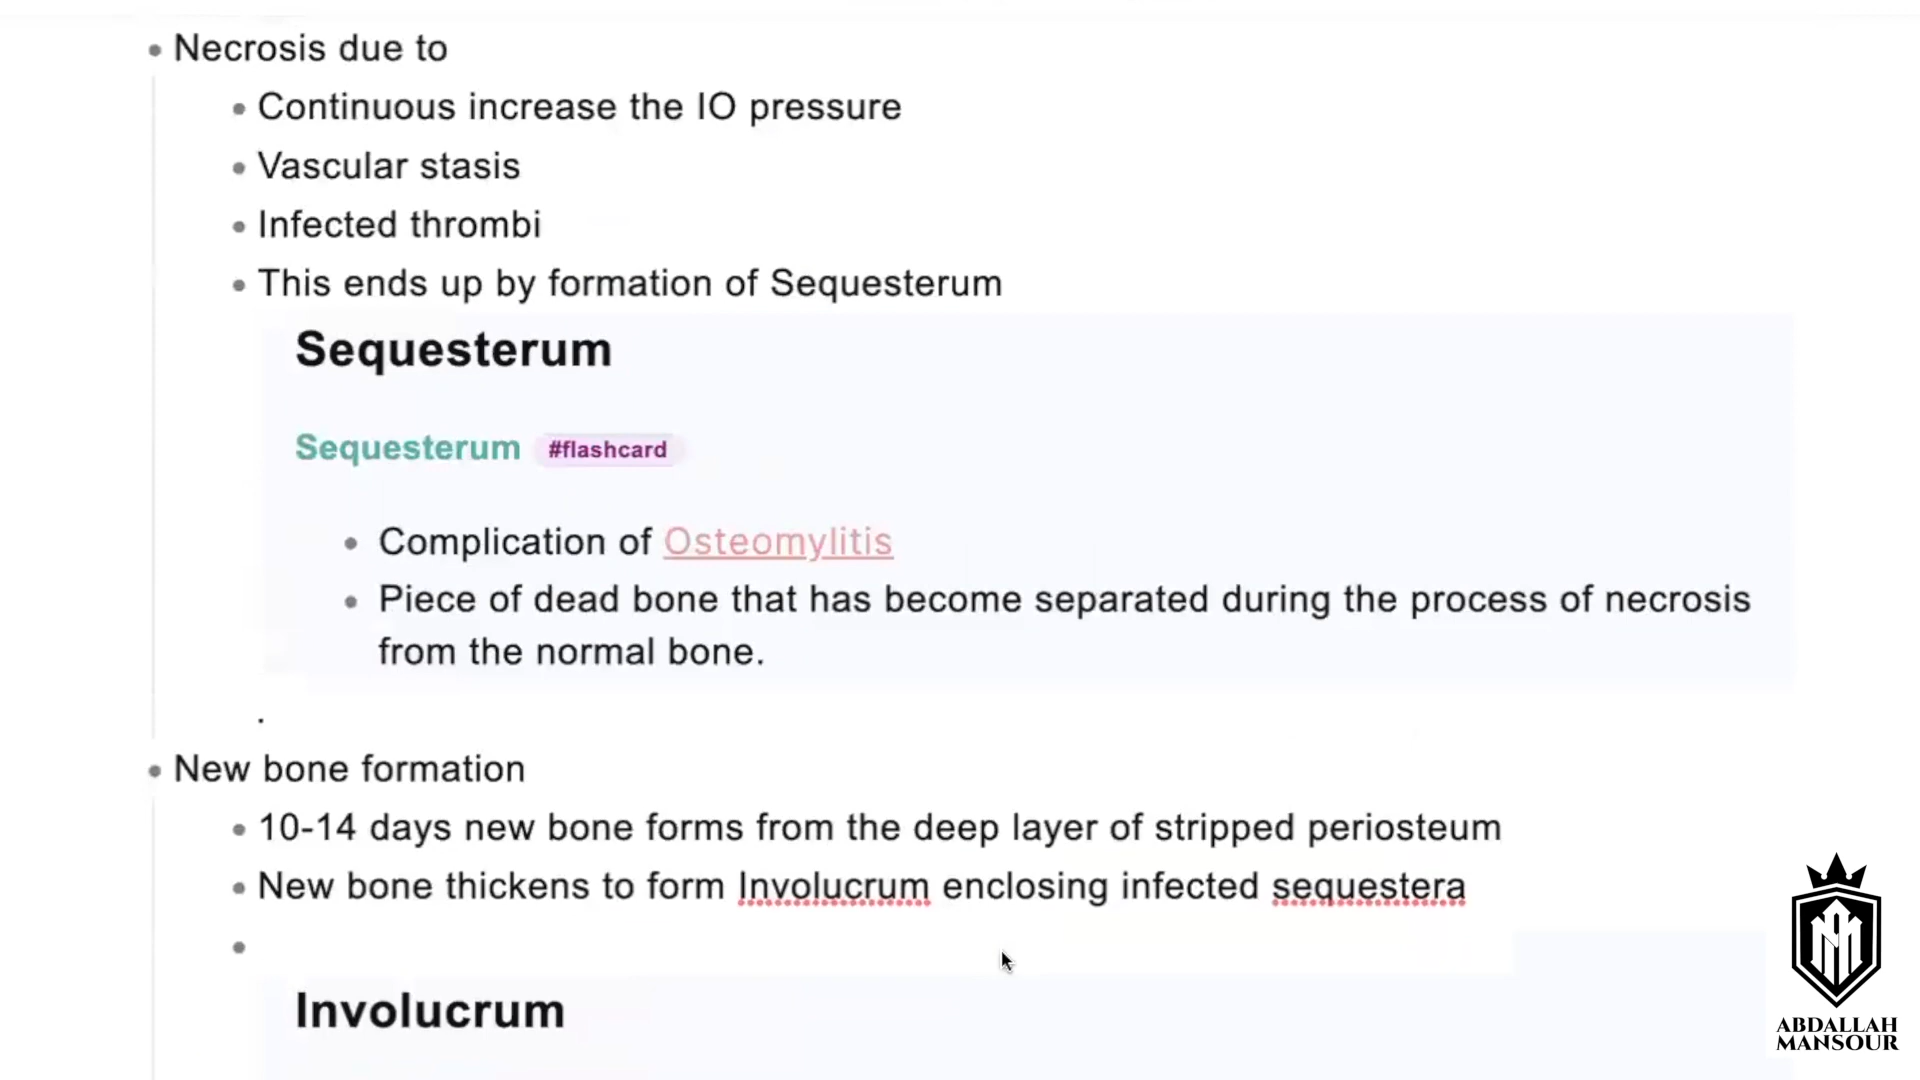 Necrosis due to
Continuous increase the IO pressure
Vascular stasis
Infected thrombi
This ends up by formation of Sequesterum
Sequesterum
Sequesterum #flashcard
Complication of Osteomylitis
Piece of dead bone that has become separated during the process of necrosis
from the normal bone.
.
New bone formation
10-14 days new bone forms from the deep layer of stripped periosteum
New bone thickens to form Involucrum enclosing infected sequestera
Involucrum
ABDALLAH
MANSOUR